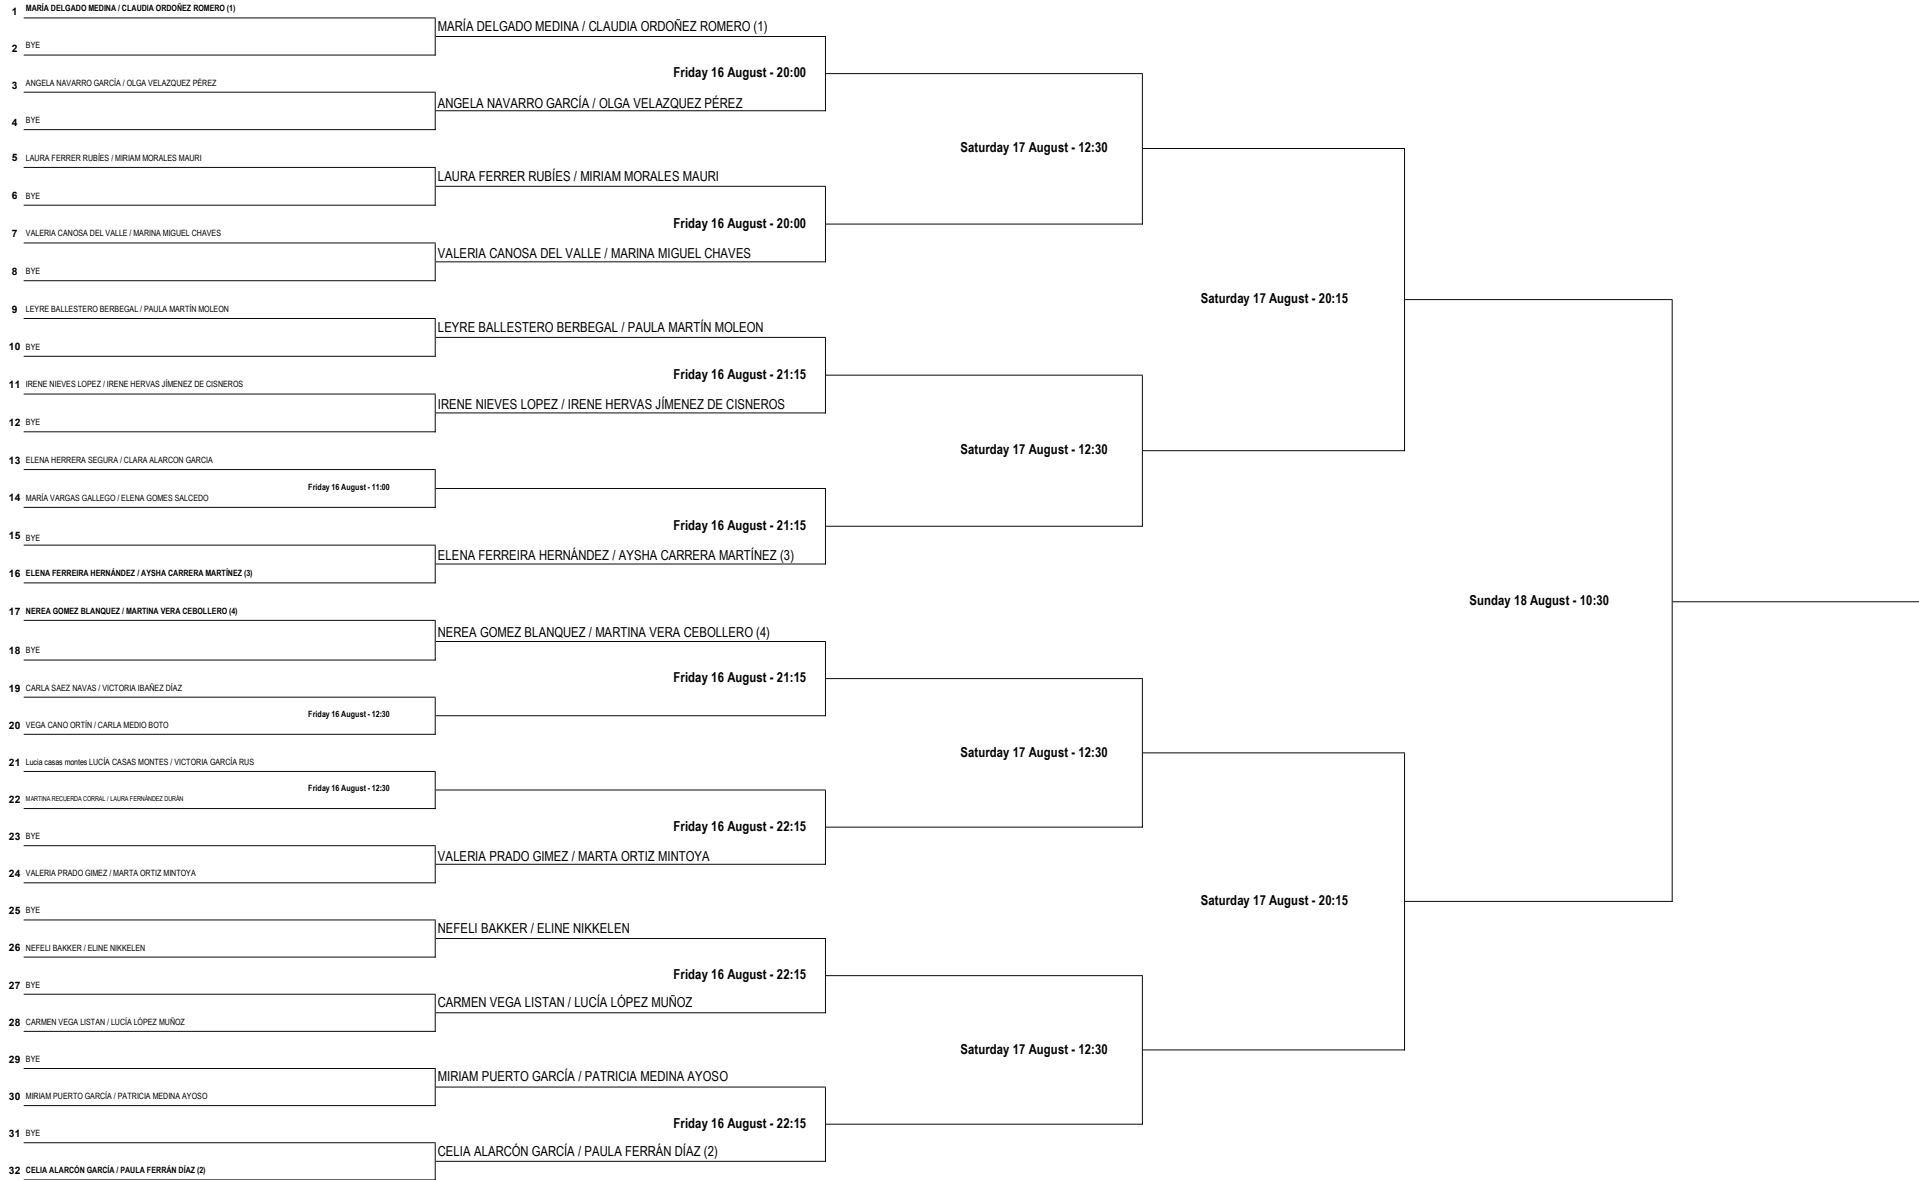 1 MARÍA DELGADO MEDINA / CLAUDIA ORDOÑEZ ROMERO (1)
MARÍA DELGADO MEDINA / CLAUDIA ORDOÑEZ ROMERO (1)
2 BYE
Friday 16 August - 20:00
3 ANGELA NAVARRO GARCÍA / OLGA VELAZQUEZ PÉREZ
ANGELA NAVARRO GARCÍA / OLGA VELAZQUEZ PÉREZ
4 BYE
Saturday 17 August - 12:30
5 LAURA FERRER RUBÍES / MIRIAM MORALES MAURI
LAURA FERRER RUBÍES / MIRIAM MORALES MAURI
6 BYE
Friday 16 August - 20:00
7 VALERIA CANOSA DEL VALLE / MARINA MIGUEL CHAVES
VALERIA CANOSA DEL VALLE / MARINA MIGUEL CHAVES
8 BYE
Saturday 17 August - 20:15
9 LEYRE BALLESTERO BERBEGAL / PAULA MARTÍN MOLEON
LEYRE BALLESTERO BERBEGAL / PAULA MARTÍN MOLEON
10 BYE
Friday 16 August - 21:15
11 IRENE NIEVES LOPEZ / IRENE HERVAS JÍMENEZ DE CISNEROS
IRENE NIEVES LOPEZ / IRENE HERVAS JÍMENEZ DE CISNEROS
12 BYE
Saturday 17 August - 12:30
13 ELENA HERRERA SEGURA / CLARA ALARCON GARCIA
Friday 16 August - 11:00
14 MARÍA VARGAS GALLEGO / ELENA GOMES SALCEDO
Friday 16 August - 21:15
15 BYE
ELENA FERREIRA HERNÁNDEZ / AYSHA CARRERA MARTÍNEZ (3)
16 ELENA FERREIRA HERNÁNDEZ / AYSHA CARRERA MARTÍNEZ (3)
Sunday 18 August - 10:30
17 NEREA GOMEZ BLANQUEZ / MARTINA VERA CEBOLLERO (4)
NEREA GOMEZ BLANQUEZ / MARTINA VERA CEBOLLERO (4)
18 BYE
Friday 16 August - 21:15
19 CARLA SAEZ NAVAS / VICTORIA IBAÑEZ DÍAZ
Friday 16 August - 12:30
20 VEGA CANO ORTÍN / CARLA MEDIO BOTO
Saturday 17 August - 12:30
21 Lucía casas montes LUCÍA CASAS MONTES / VICTORIA GARCÍA RUS
Friday 16 August - 12:30
22 MARTINA RECUERDA CORRAL / LAURA FERNÁNDEZ DURÁN
Friday 16 August - 22:15
23 BYE
VALERIA PRADO GIMEZ / MARTA ORTIZ MINTOYA
24 VALERIA PRADO GIMEZ / MARTA ORTIZ MINTOYA
Saturday 17 August - 20:15
25 BYE
NEFELI BAKKER / ELINE NIKKELEN
26 NEFELI BAKKER / ELINE NIKKELEN
Friday 16 August - 22:15
27 BYE
CARMEN VEGA LISTAN / LUCÍA LÓPEZ MUÑOZ
28 CARMEN VEGA LISTAN / LUCÍA LÓPEZ MUÑOZ
Saturday 17 August - 12:30
29 BYE
MIRIAM PUERTO GARCÍA / PATRICIA MEDINA AYOSO
30 MIRIAM PUERTO GARCÍA / PATRICIA MEDINA AYOSO
Friday 16 August - 22:15
31 BYE
CELIA ALARCÓN GARCÍA / PAULA FERRÁN DÍAZ (2)
32 CELIA ALARCÓN GARCÍA / PAULA FERRÁN DÍAZ (2)